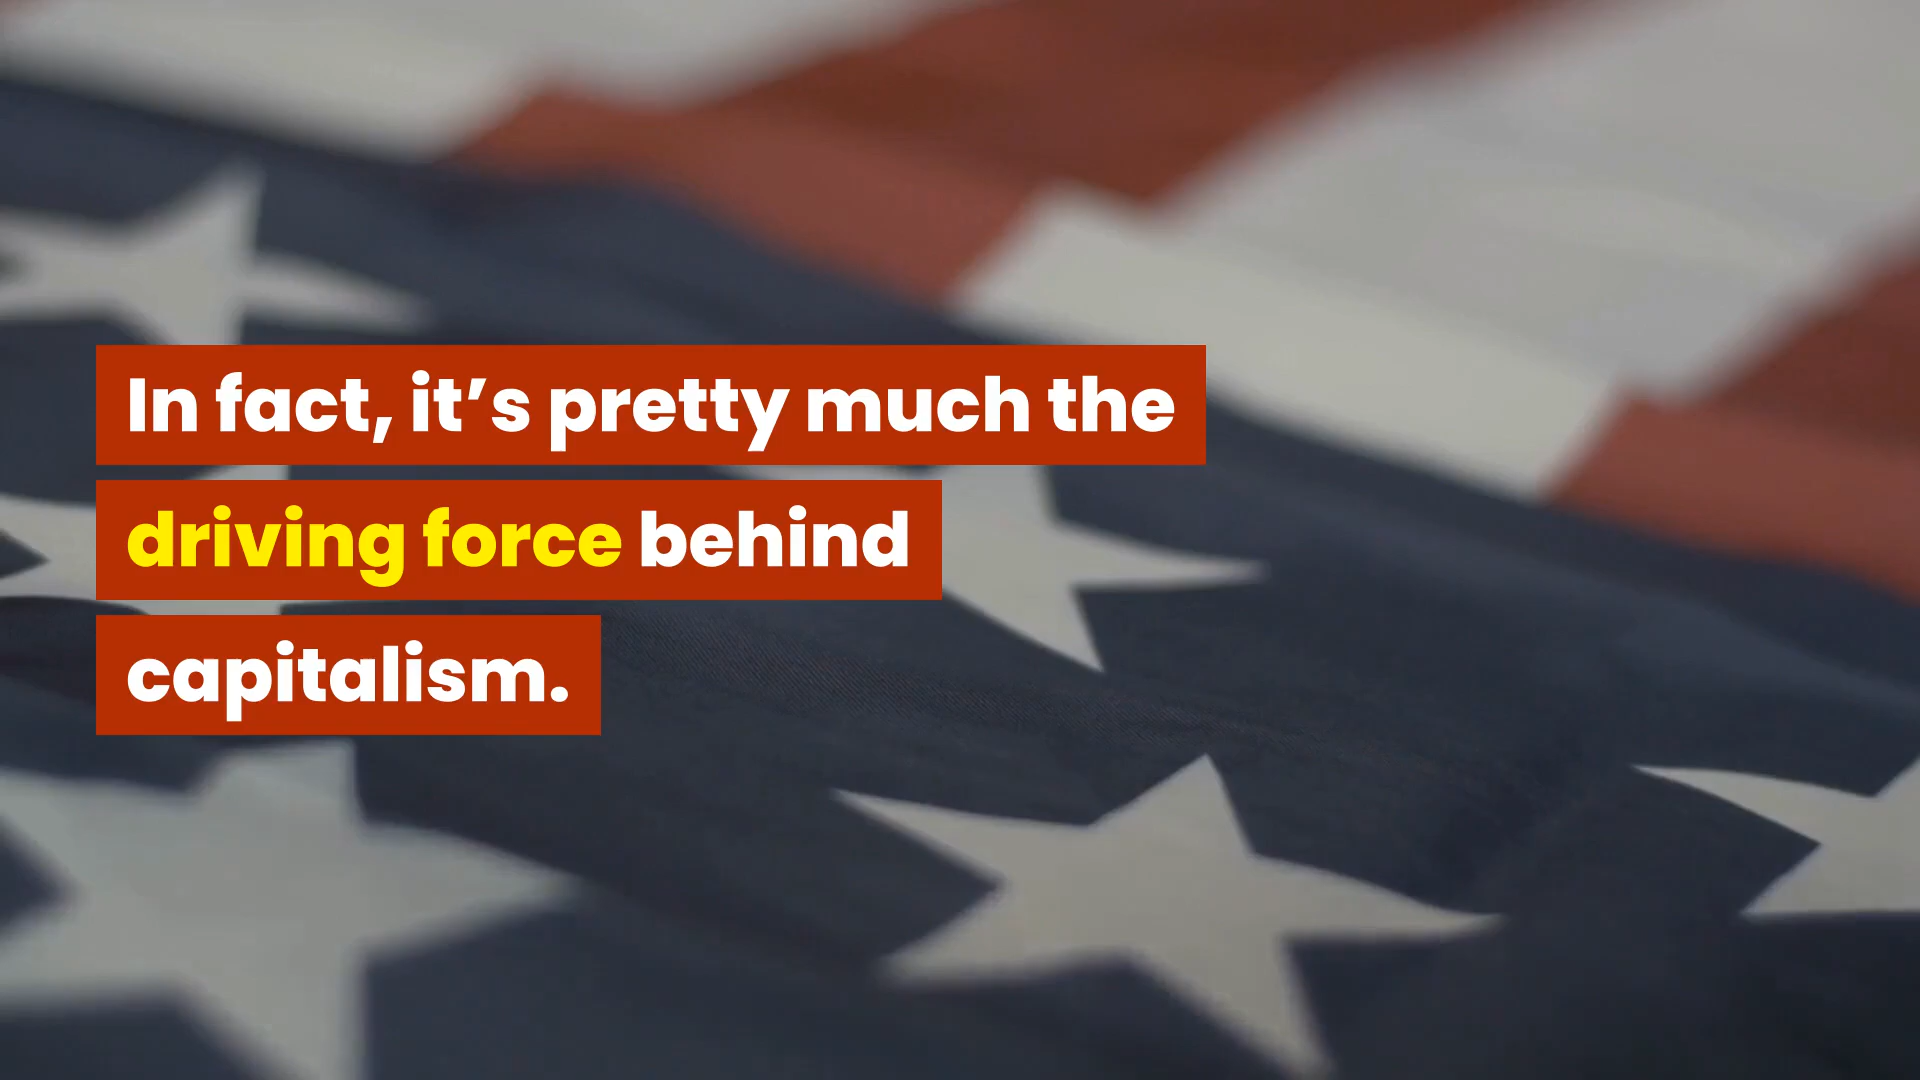 In fact, it’s pretty much the
driving force behind
capitalism.